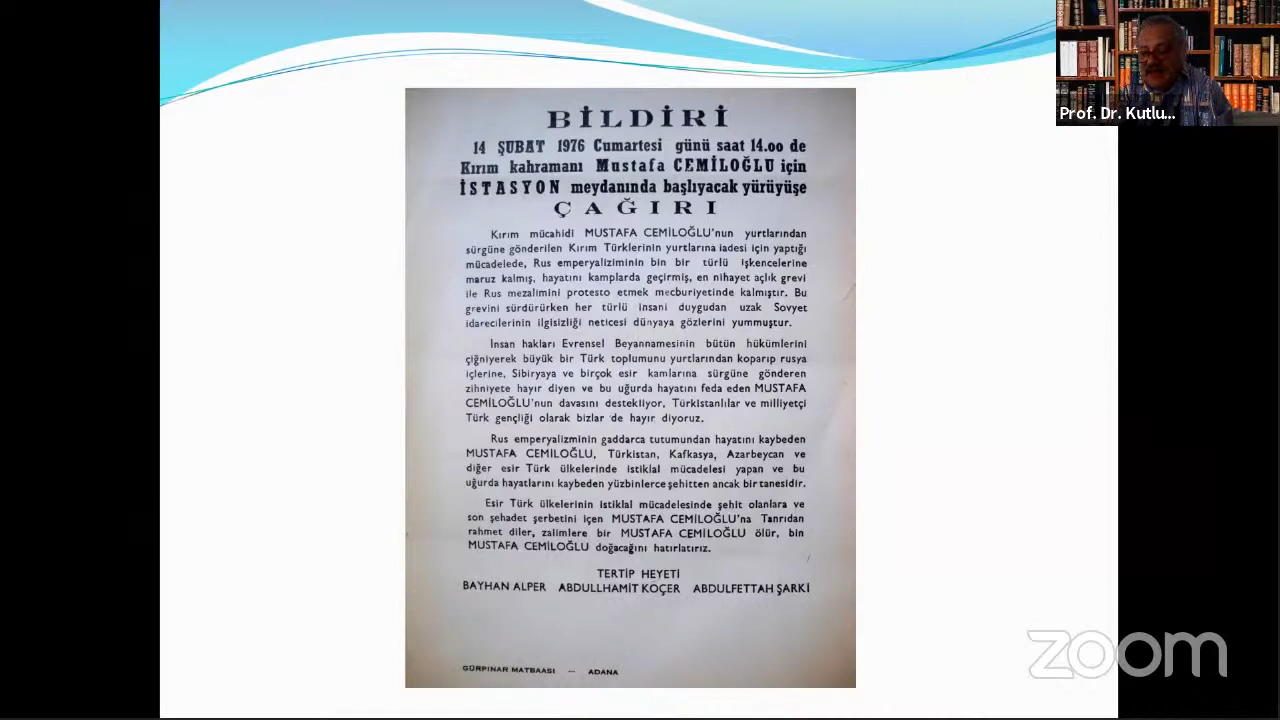 BİLDİRİ
14 ŞUBAT 1976 Cumartesi günü saat 14.oo de
Kırım kahramanı Mustafa CEMİLOĞLU için
İSTASYON meydanında başlıyacak yürüyüşe
ÇAĞIRI
Kırım mücahidi MUSTAFA CEMİLOĞLU'nun yurtlarından
sürgüne gönderilen Kırım Türklerinin yurtlarına iadesi için yaptığı
mücadelede, Rus emperyaliziminin bin bir türlü işkencelerine
maruz kalmış, hayatını kamplarda geçirmiş, en nihayet açlık grevi
ile Rus mezalimini protesto etmek mecburiyetinde kalmıştır. Bu
grevini sürdürürken her türlü insani duygudan uzak Sovyet
idarecilerinin ilgisizliği neticesi dünyaya gözlerini yummuştur.
İnsan hakları Evrensel Beyannamesinin bütün hükümlerini
çiğniyerek büyük bir Türk toplumunu yurtlarından koparıp rusya
içlerine, Sibiryaya ve birçok esir kamlarına sürgüne gönderen
zihniyete hayır diyen ve bu uğurda hayatını feda eden MUSTAFA
CEMİLOĞLU'nun davasını destekliyor, Türkistanlılar ve milliyetçi
Türk gençliği olarak bizlar de hayır diyoruz.
Rus emperyalizminin gaddarca tutumundan hayatını kaybeden
MUSTAFA CEMİLOĞLU, Türkistan, Kafkasya, Azarbeycan ve
diğer esir Türk ülkelerinde istiklal mücadelesi yapan ve bu
uğurda hayatlarını kaybeden yüzbinlerce şehitten ancak bir tanesidir.
Esir Türk ülkelerinin istiklal mücadelesinde şehit olanlara ve
son şehadet şerbetini içen MUSTAFA CEMİLOĞLU'na Tanrıdan
rahmet diler, zalimlere bir MUSTAFA CEMİLOĞLU ölür, bin
MUSTAFA CEMİLOĞLU doğacağını hatırlatırız.
TERTİP HEYETİ
BAYHAN ALPER ABDULLHAMİT KOÇER ABDULFETTAH ŞARKİ
GÜRPINAR MATBAASI — ADANA
Prof. Dr. Kutlu...
zoom